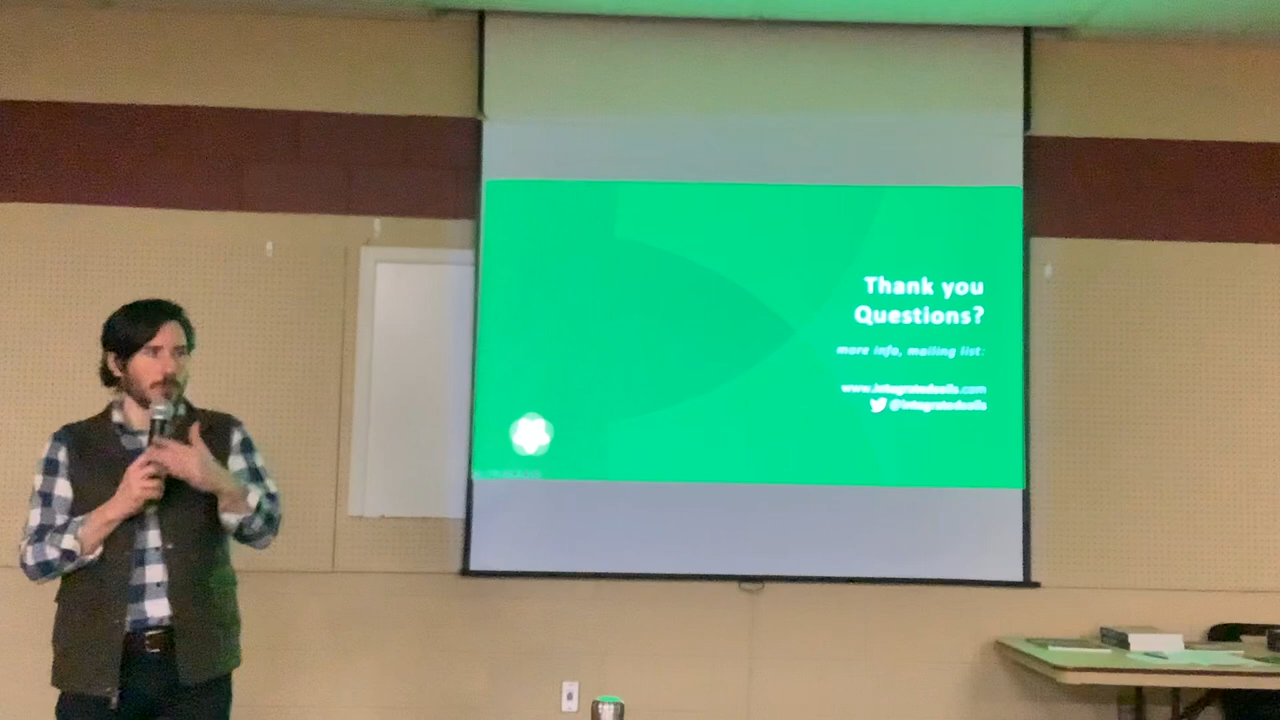 Thank you
Questions?
more info, mailing list:
www.integratedsoils.com
@integratedsoils